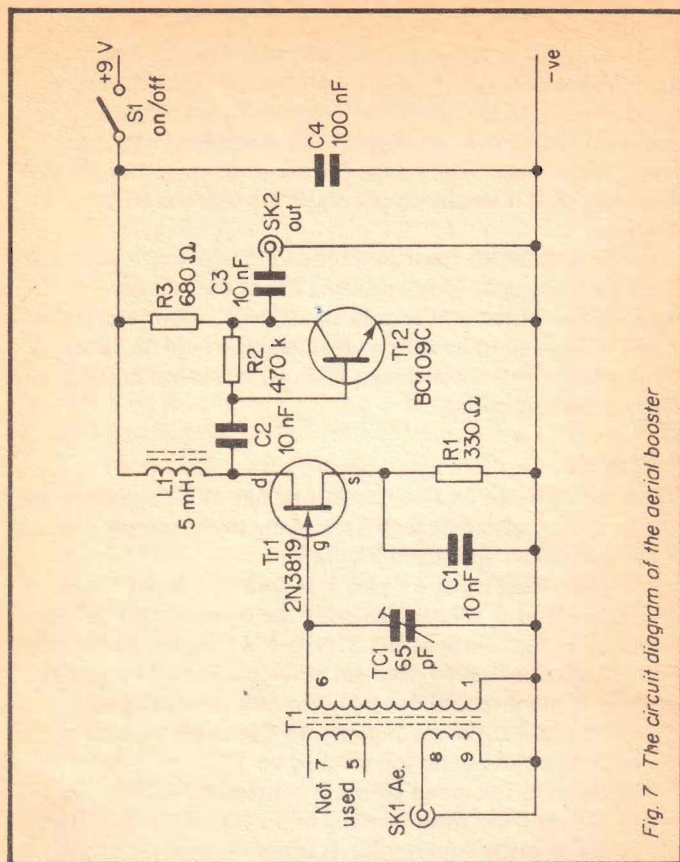 +9 V
S1
on/off
L1
5 mH
R3
680 Ω
C3
10 nF
SK2
out
C4
100 nF
R2
470 k
C2
10 nF
Tr2
BC109C
Tr1
2N3819
d
g
s
R1
330 Ω
C1
10 nF
TC1
65
pF
T1
6
1
7
5
Not
used
8
9
SK1 Ae.
-ve
Fig. 7 The circuit diagram of the aerial booster